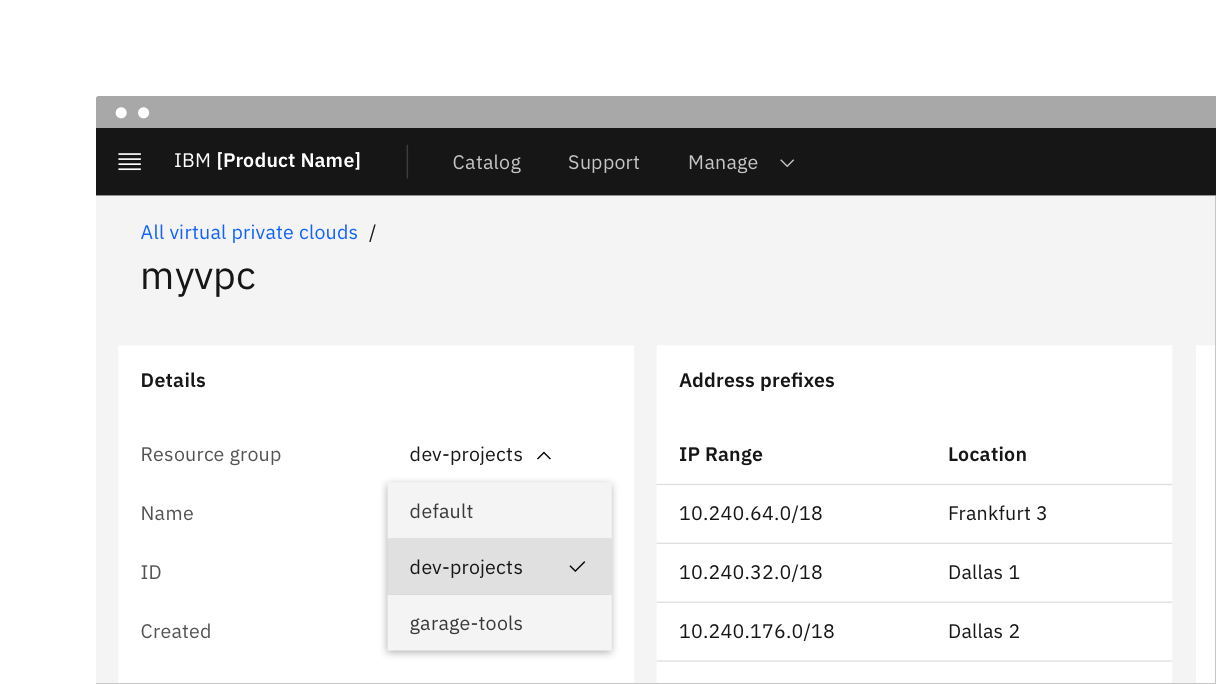 IBM [Product Name] Catalog Support Manage
All virtual private clouds /
myvpc
Details
Resource group dev-projects
Name
ID
Created
default
dev-projects
garage-tools
Address prefixes
IP Range Location
10.240.64.0/18 Frankfurt 3
10.240.32.0/18 Dallas 1
10.240.176.0/18 Dallas 2